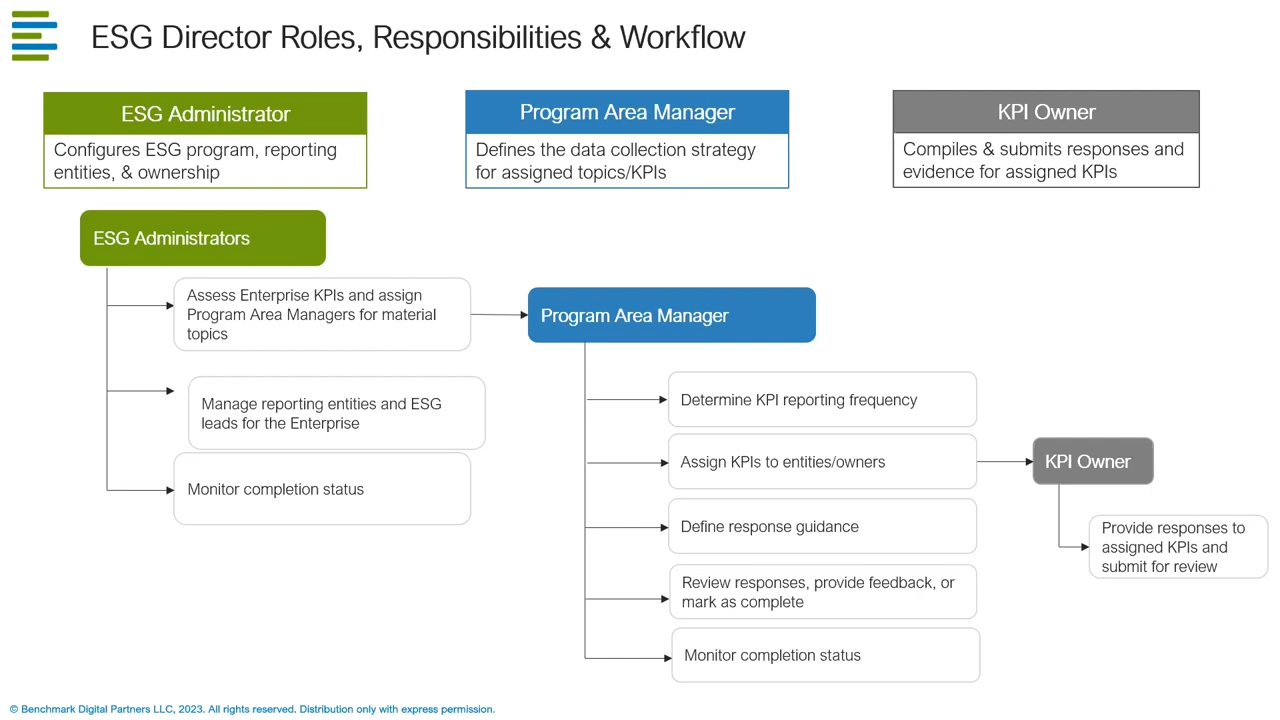 ESG Director Roles, Responsibilities & Workflow
ESG Administrator
Configures ESG program, reporting
entities, & ownership
Program Area Manager
Defines the data collection strategy
for assigned topics/KPIs
KPI Owner
Compiles & submits responses and
evidence for assigned KPIs
ESG Administrators
Assess Enterprise KPIs and assign
Program Area Managers for material
topics
Manage reporting entities and ESG
leads for the Enterprise
Monitor completion status
Program Area Manager
Determine KPI reporting frequency
Assign KPIs to entities/owners
Define response guidance
Review responses, provide feedback, or
mark as complete
Monitor completion status
KPI Owner
Provide responses to
assigned KPIs and
submit for review
© Benchmark Digital Partners LLC, 2023. All rights reserved. Distribution only with express permission.